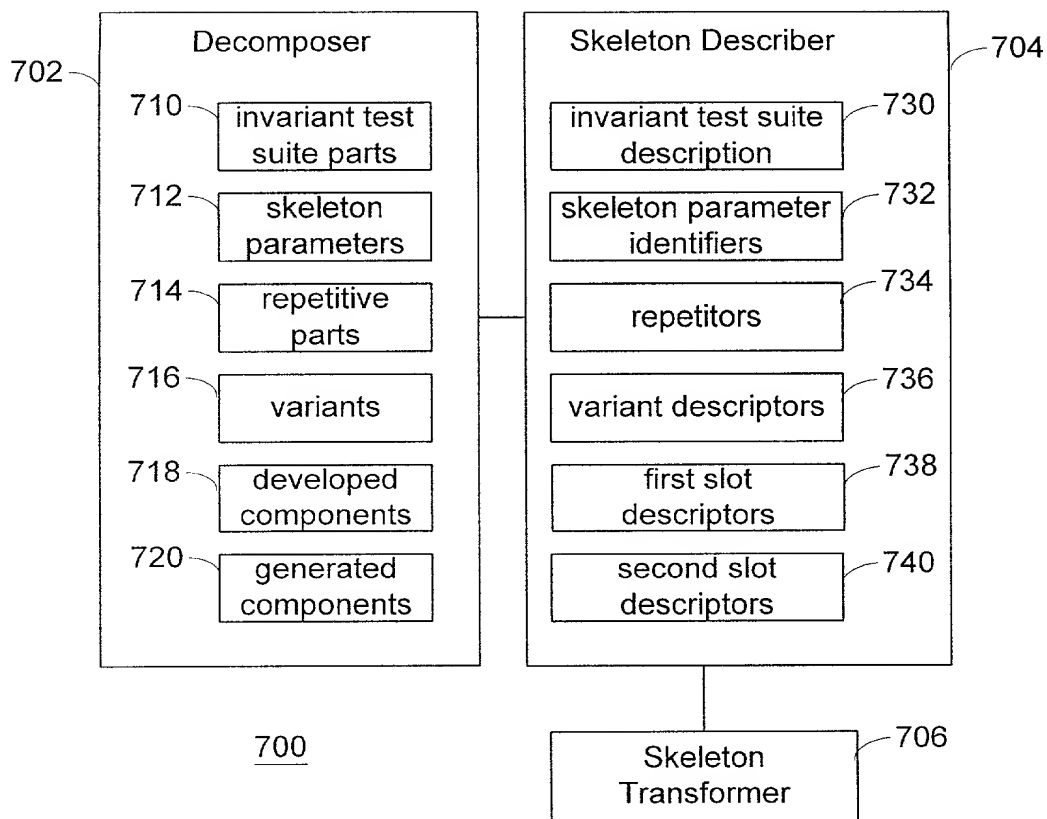 Decomposer
702
710
invariant test
suite parts
712
skeleton
parameters
714
repetitive
parts
716
variants
718
developed
components
720
generated
components
Skeleton Describer
704
invariant test suite
description
730
skeleton parameter
identifiers
732
repetitors
734
variant descriptors
736
first slot
descriptors
738
second slot
descriptors
740
700
Skeleton
Transformer
706